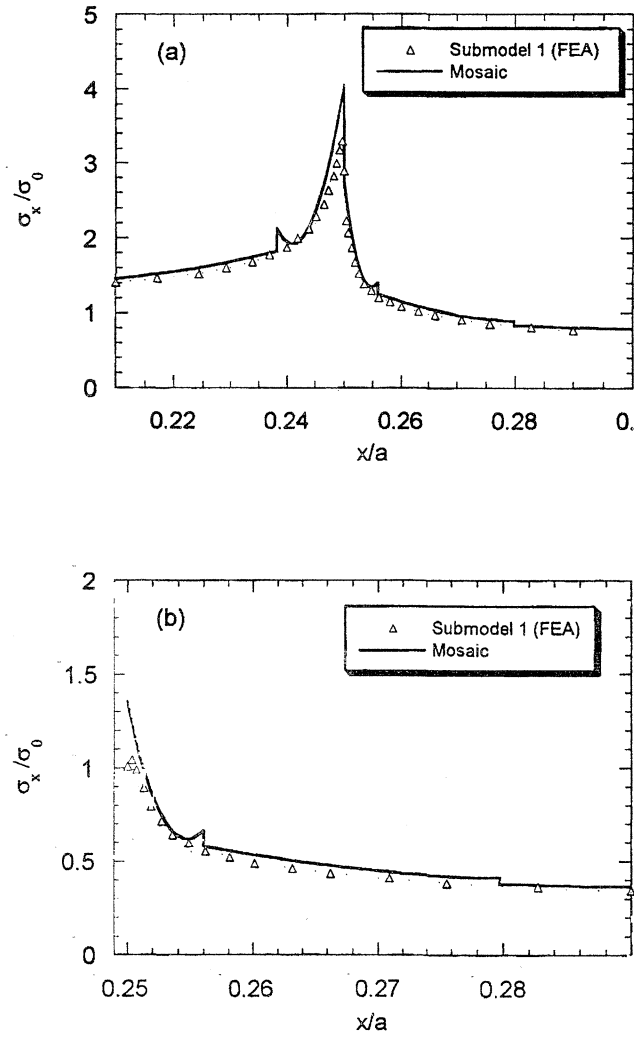 5
(a)
Submodel 1 (FEA)
Mosaic
4
3
σx/σ0
2
1
0
0.22 0.24 0.26 0.28 0.
x/a
2
(b)
Submodel 1 (FEA)
Mosaic
1.5
σx/σ0
1
0.5
0
0.25 0.26 0.27 0.28
x/a